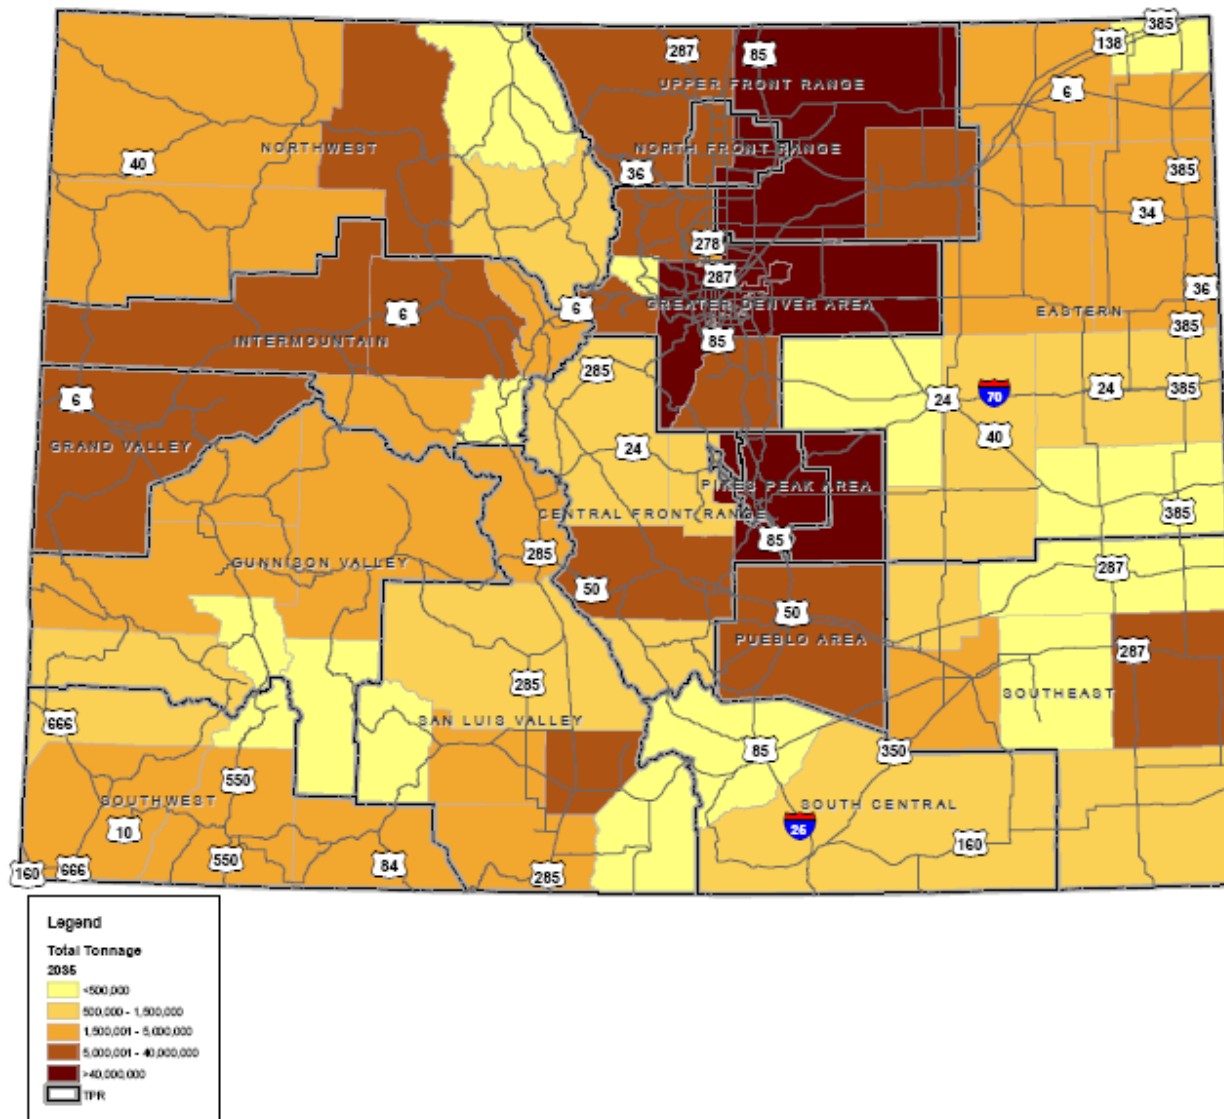 385
138
287
85
6
UPPER FRONT RANGE
NORTHWEST
NORTH FRONT RANGE
40
36
385
34
278
287
36
6
6
GREATER DENVER AREA
EASTERN
385
INTERMOUNTAIN
85
285
6
24
70
24
385
40
GRAND VALLEY
24
PIKES PEAK AREA
CENTRAL FRONT RANGE
385
85
285
GUNNISON VALLEY
287
50
50
PUEBLO AREA
287
285
SOUTHEAST
666
SAN LUIS VALLEY
85
350
550
SOUTHWEST
SOUTH CENTRAL
10
25
160
550
84
160
666
285
Legend
Total Tonnage
2035
<500,000
500,000 - 1,500,000
1,500,001 - 5,000,000
5,000,001 - 40,000,000
>40,000,000
TPR